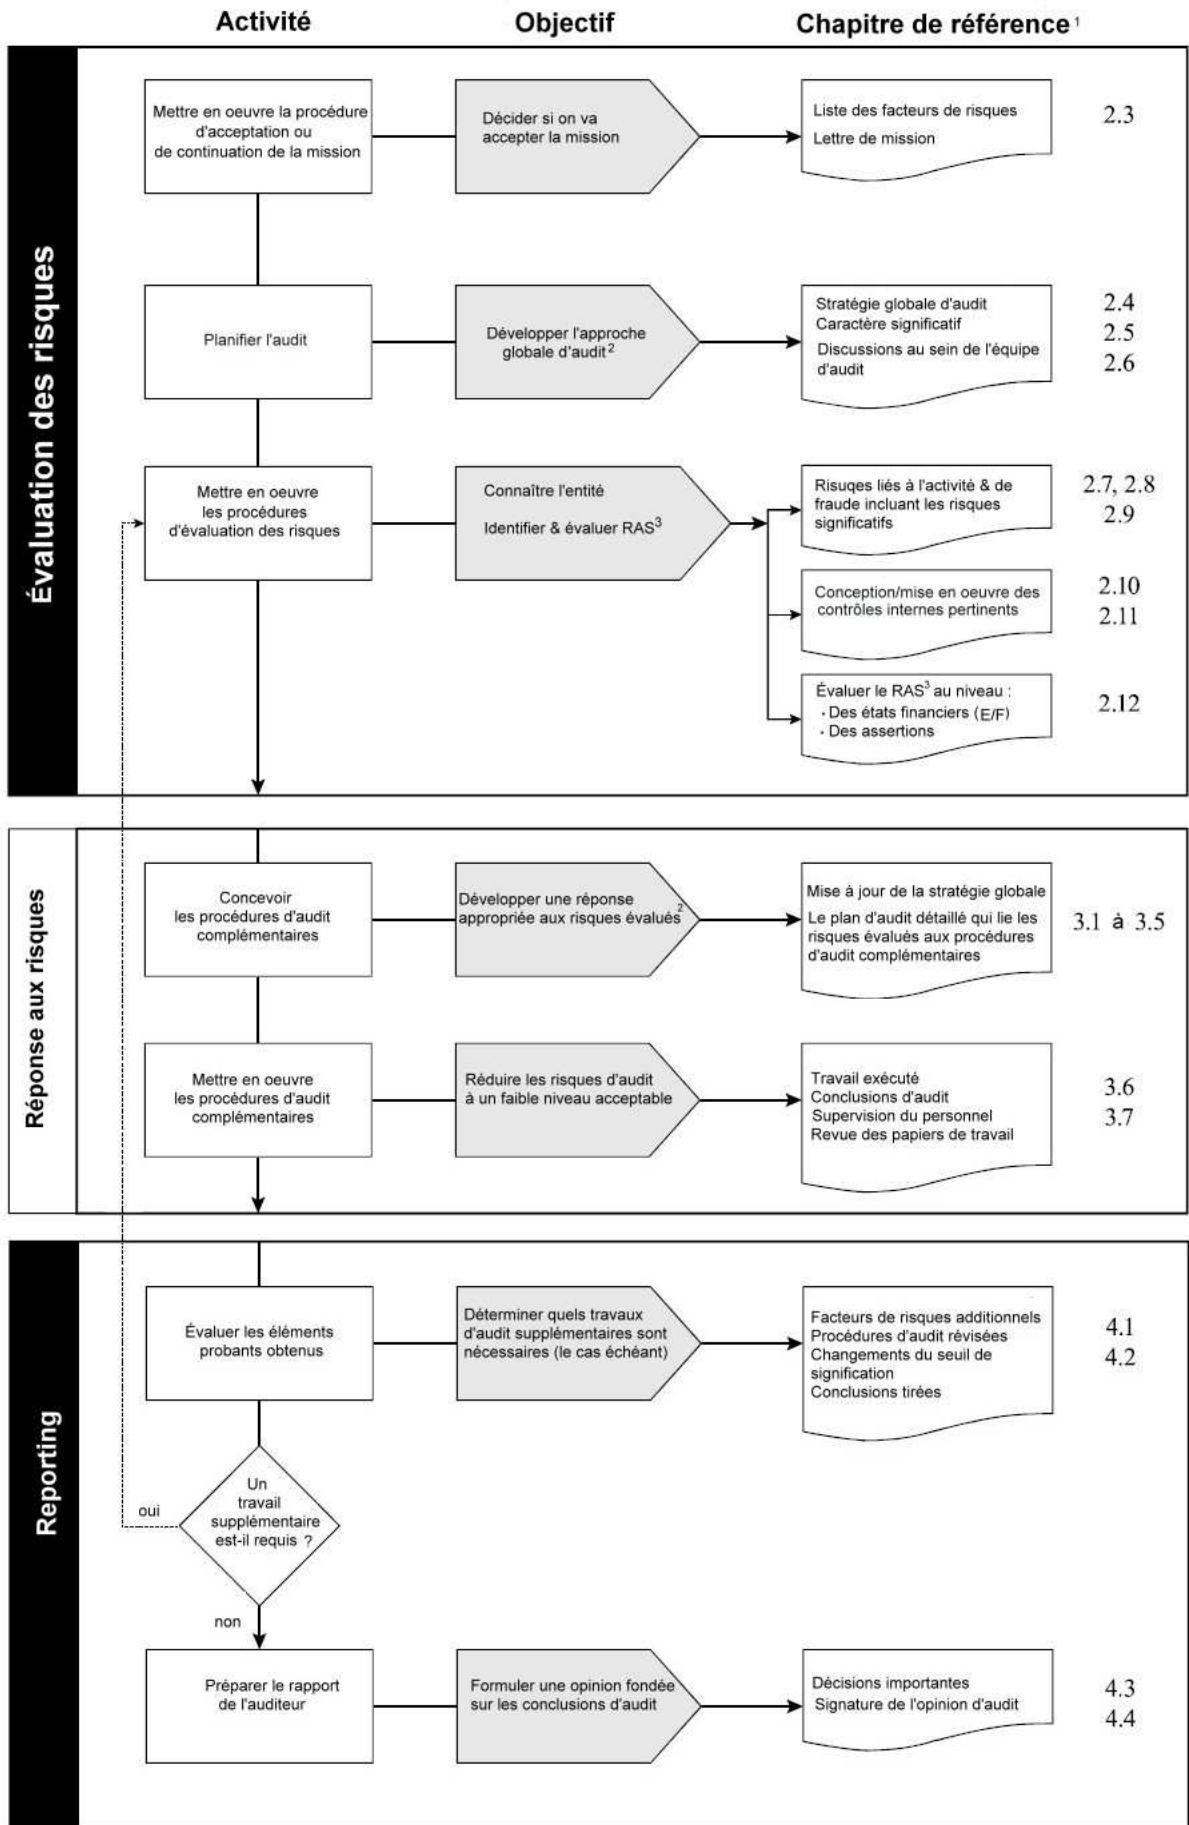 Activité
Objectif
Chapitre de référence ¹
Évaluation des risques
Mettre en oeuvre la procédure
d'acceptation ou
de continuation de la mission
Décider si on va
accepter la mission
Liste des facteurs de risques
Lettre de mission
2.3
Planifier l'audit
Développer l'approche
globale d'audit²
Stratégie globale d'audit
Caractère significatif
Discussions au sein de l'équipe
d'audit
2.4
2.5
2.6
Mettre en oeuvre
les procédures
d'évaluation des risques
Connaître l'entité
Identifier & évaluer RAS³
Risuqes liés à l'activité & de
fraude incluant les risques
significatifs
2.7, 2.8
2.9
Conception/mise en oeuvre des
contrôles internes pertinents
2.10
2.11
Évaluer le RAS³ au niveau :
· Des états financiers (E/F)
· Des assertions
2.12
Réponse aux risques
Concevoir
les procédures d'audit
complémentaires
Développer une réponse
appropriée aux risques évalués²
Mise à jour de la stratégie globale
Le plan d'audit détaillé qui lie les
risques évalués aux procédures
d'audit complémentaires
3.1 à 3.5
Mettre en oeuvre
les procédures d'audit
complémentaires
Réduire les risques d'audit
à un faible niveau acceptable
Travail exécuté
Conclusions d'audit
Supervision du personnel
Revue des papiers de travail
3.6
3.7
Reporting
Évaluer les éléments
probants obtenus
Déterminer quels travaux
d'audit supplémentaires sont
nécessaires (le cas échéant)
Facteurs de risques additionnels
Procédures d'audit révisées
Changements du seuil de
signification
Conclusions tirées
4.1
4.2
Un
travail
supplémentaire
est-il requis ?
oui
non
Préparer le rapport
de l'auditeur
Formuler une opinion fondée
sur les conclusions d'audit
Décisions importantes
Signature de l'opinion d'audit
4.3
4.4